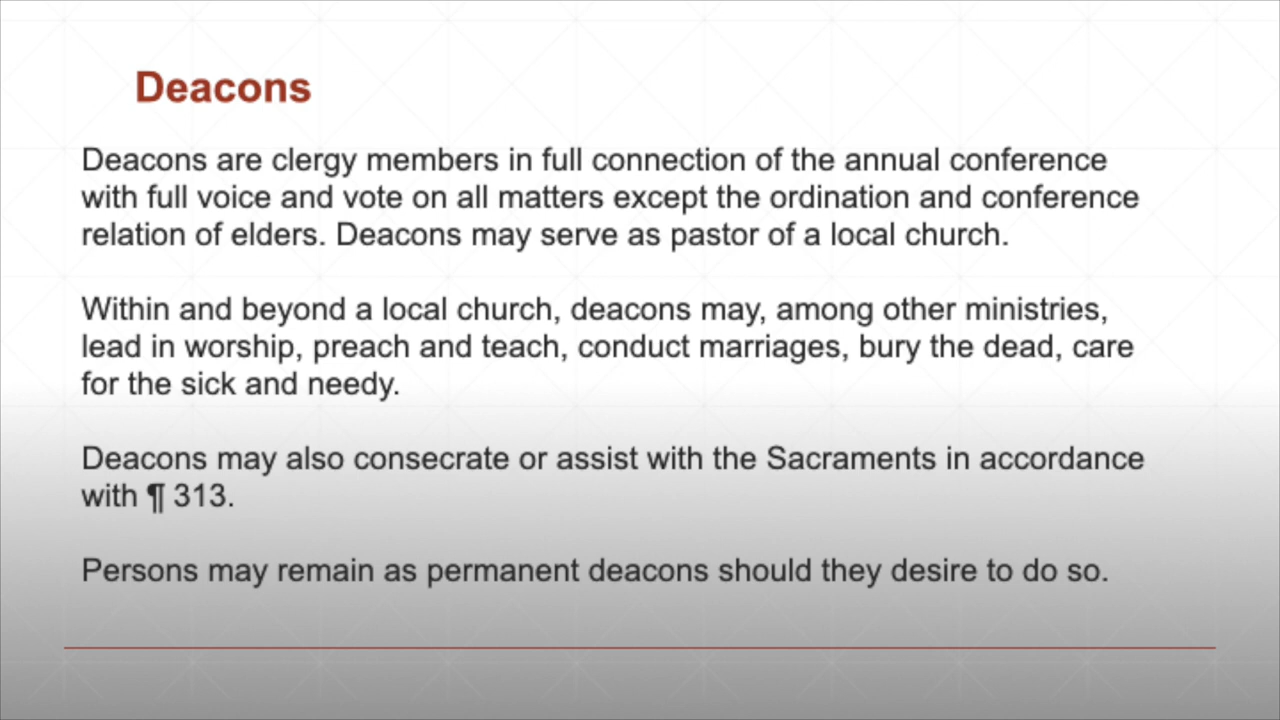 Deacons
Deacons are clergy members in full connection of the annual conference
with full voice and vote on all matters except the ordination and conference
relation of elders. Deacons may serve as pastor of a local church.
Within and beyond a local church, deacons may, among other ministries,
lead in worship, preach and teach, conduct marriages, bury the dead, care
for the sick and needy.
Deacons may also consecrate or assist with the Sacraments in accordance
with ¶ 313.
Persons may remain as permanent deacons should they desire to do so.